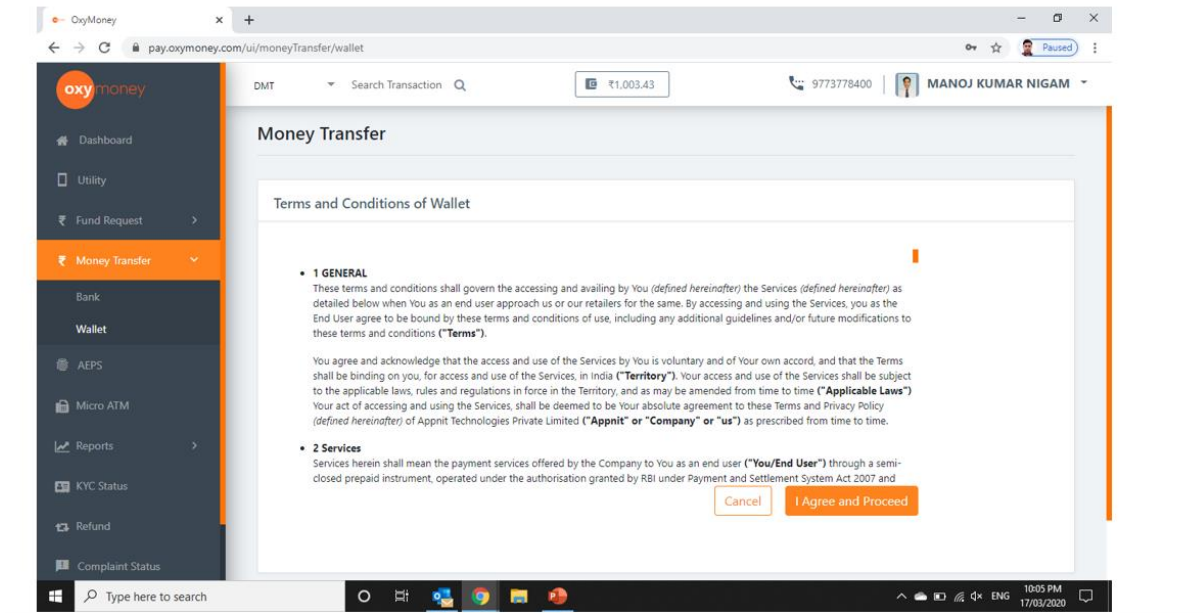 OxyMoney
pay.oxymoney.com/ui/moneyTransfer/wallet
Paused
oxymoney
DMT
Search Transaction
₹1,003.43
9773778400
MANOJ KUMAR NIGAM
Dashboard
Utility
₹ Fund Request
₹ Money Transfer
Bank
Wallet
AEPS
Micro ATM
Reports
KYC Status
Refund
Complaint Status
Money Transfer
Terms and Conditions of Wallet
• 1 GENERAL
These terms and conditions shall govern the accessing and availing by You (defined hereinafter) the Services (defined hereinafter) as
detailed below when You as an end user approach us or our retailers for the same. By accessing and using the Services, you as the
End User agree to be bound by these terms and conditions of use, including any additional guidelines and/or future modifications to
these terms and conditions ("Terms").
You agree and acknowledge that the access and use of the Services by You is voluntary and of Your own accord, and that the Terms
shall be binding on you, for access and use of the Services, in India ("Territory"). Your access and use of the Services shall be subject
to the applicable laws, rules and regulations in force in the Territory, and as may be amended from time to time ("Applicable Laws")
Your act of accessing and using the Services, shall be deemed to be Your absolute agreement to these Terms and Privacy Policy
(defined hereinafter) of Appnit Technologies Private Limited ("Appnit" or "Company" or "us") as prescribed from time to time.
• 2 Services
Services herein shall mean the payment services offered by the Company to You as an end user ("You/End User") through a semi-
closed prepaid instrument, operated under the authorisation granted by RBI under Payment and Settlement System Act 2007 and
Cancel
I Agree and Proceed
Type here to search
ENG
10:05 PM
17/03/2020